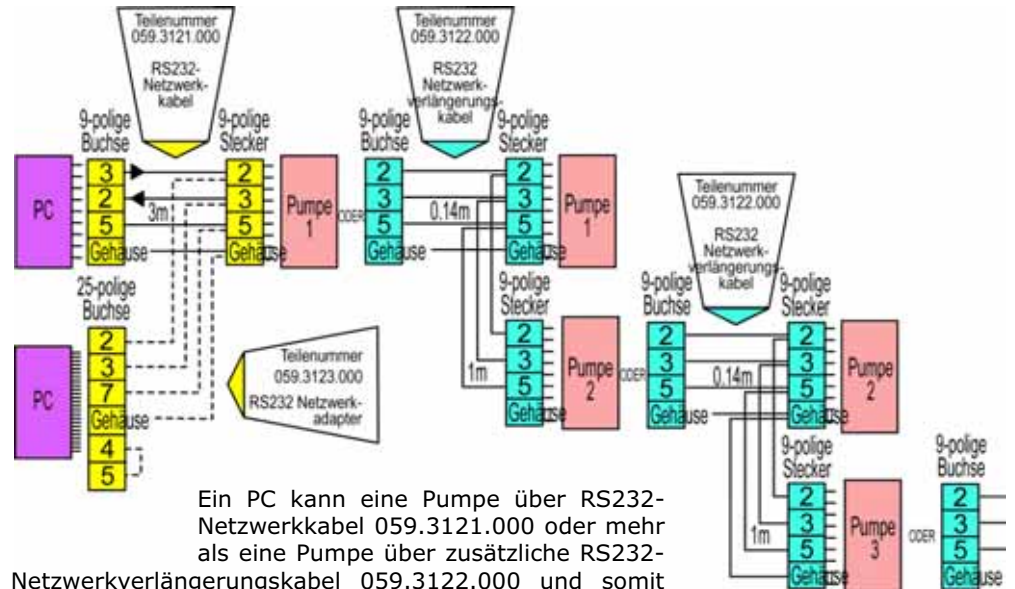 Teilenummer
059.3121.000
RS232-
Netzwerk-
kabel
9-polige
Buchse
9-polige
Stecker
PC
3
2
5
Gehäuse
3m
2
3
5
Gehäuse
Pumpe
1
ODER
Teilenummer
059.3122.000
RS232
Netzwerk-
verlängerungs-
kabel
9-polige
Buchse
9-polige
Stecker
2
3
5
Gehäuse
0.14m
2
3
5
Gehäuse
Pumpe
1
25-polige
Buchse
PC
2
3
7
Gehäuse
4
5
Teilenummer
059.3123.000
RS232 Netzwerk-
adapter
9-polige
Stecker
1m
2
3
5
Gehäuse
Pumpe
2
ODER
Teilenummer
059.3122.000
RS232
Netzwerk-
verlängerungs-
kabel
9-polige
Buchse
9-polige
Stecker
2
3
5
Gehäuse
0.14m
2
3
5
Gehäuse
Pumpe
2
9-polige
Stecker
1m
2
3
5
Gehäuse
Pumpe
3
ODER
9-polige
Buchse
2
3
5
Gehäuse
Ein PC kann eine Pumpe über RS232-
Netzwerkkabel 059.3121.000 oder mehr
als eine Pumpe über zusätzliche RS232-
Netzwerkverlängerungskabel 059.3122.000 und somit